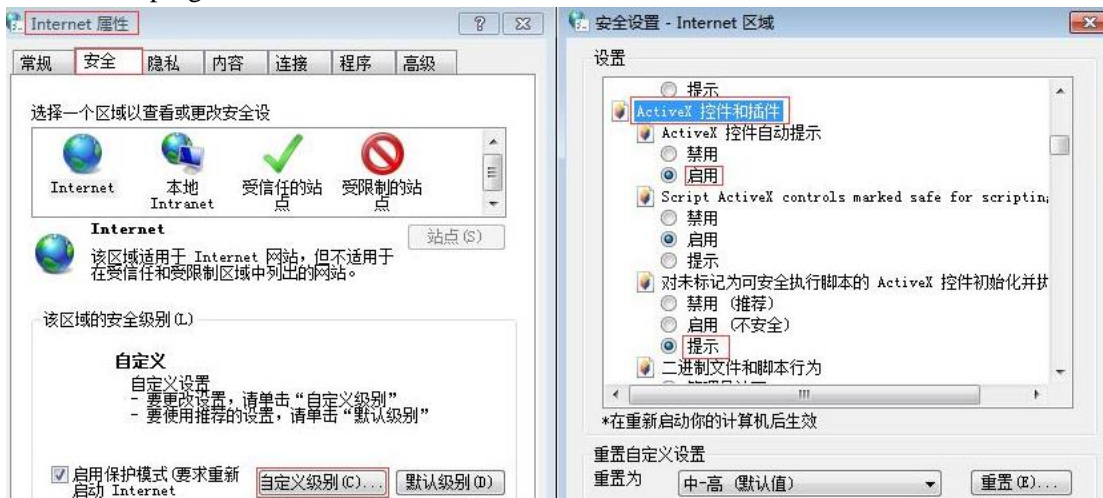 Internet 属性
常规 安全 隐私 内容 连接 程序 高级
选择一个区域以查看或更改安全设
Internet 本地 Intranet 受信任的站点 受限制的站点
Internet
站点(S)
该区域适用于 Internet 网站，但不适用于
在受信任和受限制区域中列出的网站。
该区域的安全级别(L)
自定义
自定义设置
- 要更改设置，请单击“自定义级别”
- 要使用推荐的设置，请单击“默认级别”
启用保护模式(要求重新
启动 Internet
自定义级别(C)... 默认级别(D)
安全设置 - Internet 区域
设置
提示
ActiveX 控件和插件
ActiveX 控件自动提示
禁用
启用
Script ActiveX controls marked safe for scripting
禁用
启用
提示
对未标记为可安全执行脚本的 ActiveX 控件初始化并执
禁用 (推荐)
启用 (不安全)
提示
二进制文件和脚本行为
*在重新启动你的计算机后生效
重置自定义设置
重置为 中-高 (默认值) 重置(E)...